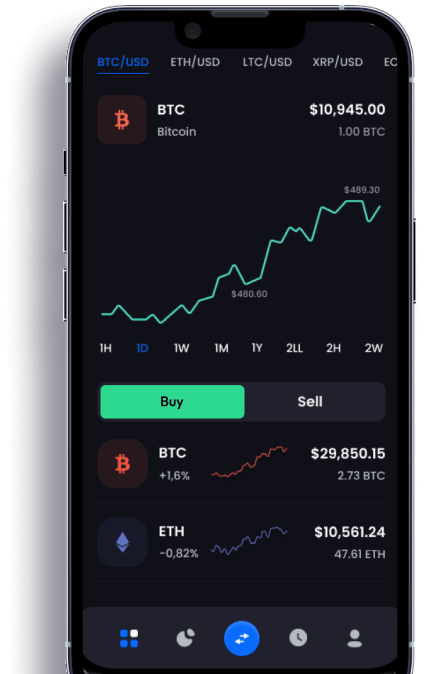 BTC/USD ETH/USD LTC/USD XRP/USD EC
BTC $10,945.00
Bitcoin 1.00 BTC
$489.30
$480.60
1H 1D 1W 1M 1Y 2LL 2H 2W
Buy Sell
BTC $29,850.15
+1,6% 2.73 BTC
ETH $10,561.24
-0,82% 47.61 ETH